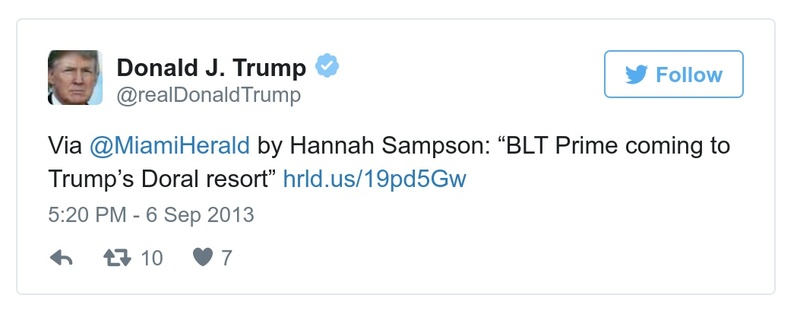 Donald J. Trump
@realDonaldTrump
Follow
Via @MiamiHerald by Hannah Sampson: “BLT Prime coming to
Trump’s Doral resort” hrld.us/19pd5Gw
5:20 PM - 6 Sep 2013
10 7